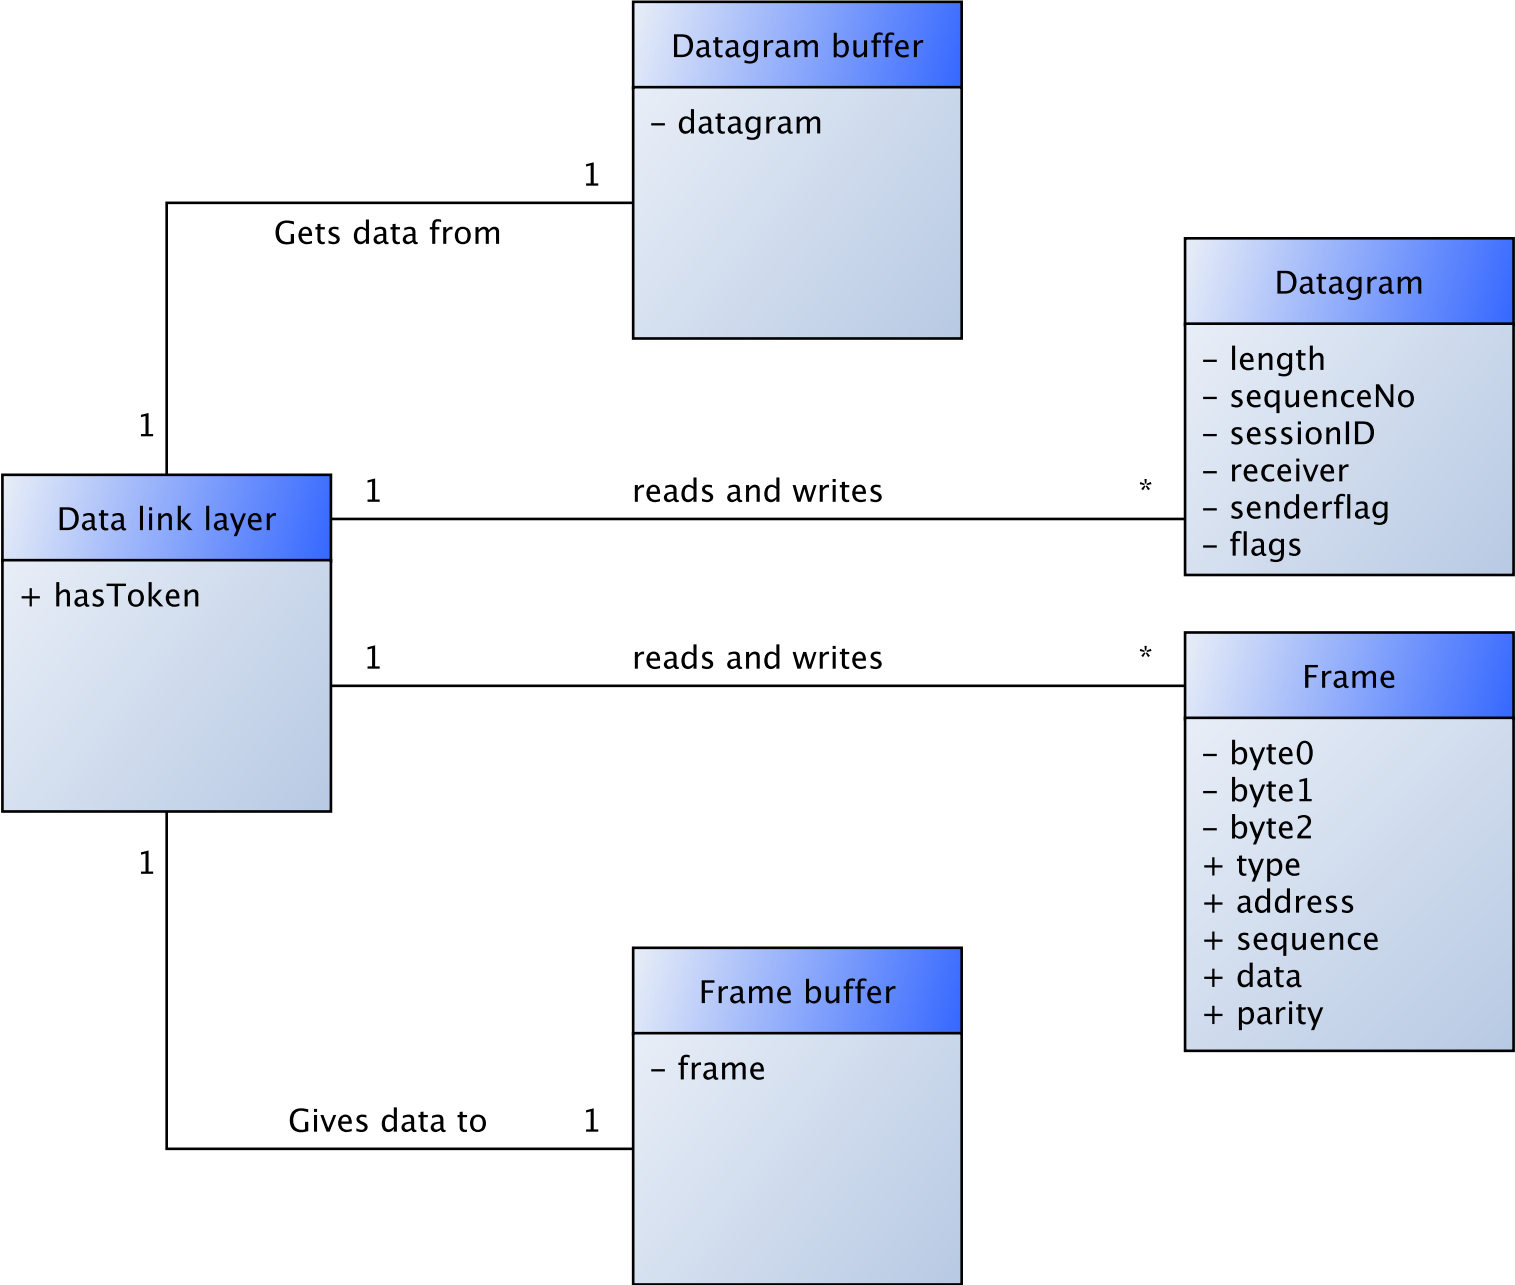 Datagram buffer
– datagram
1
Gets data from
1
Datagram
– length
– sequenceNo
– sessionID
– receiver
– senderflag
– flags
Data link layer
+ hasToken
1 reads and writes *
1 reads and writes *
Frame
– byte0
– byte1
– byte2
+ type
+ address
+ sequence
+ data
+ parity
1
Gives data to 1
Frame buffer
– frame